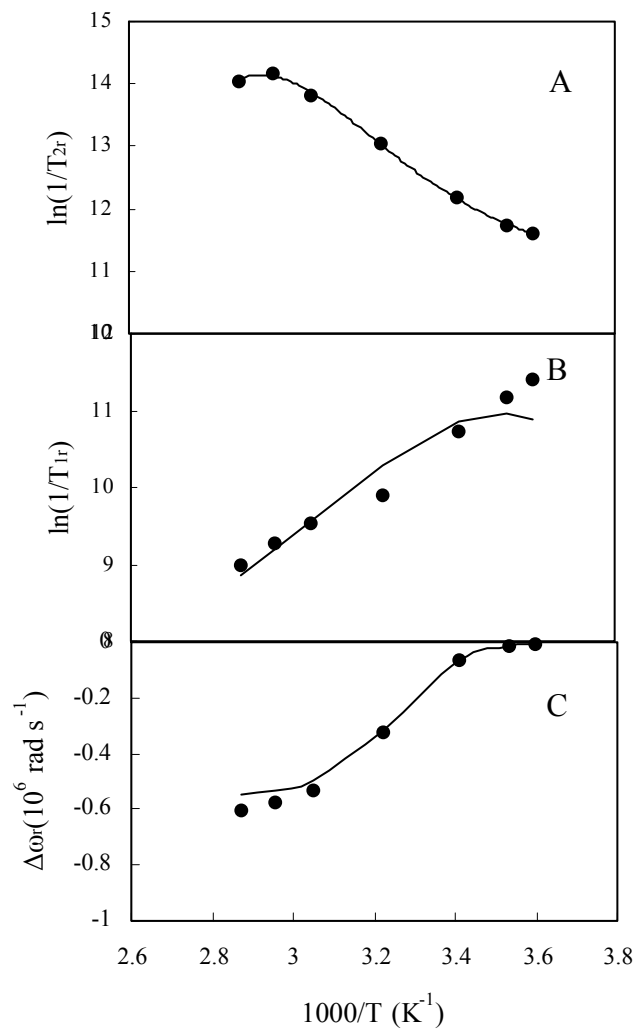 15
14
13
12
11
10
ln(1/T2r)
A
12
11
10
9
8
ln(1/T1r)
B
0
-0.2
-0.4
-0.6
-0.8
-1
Δωr(10⁶ rad s⁻¹)
C
2.6 2.8 3 3.2 3.4 3.6 3.8
1000/T (K⁻¹)